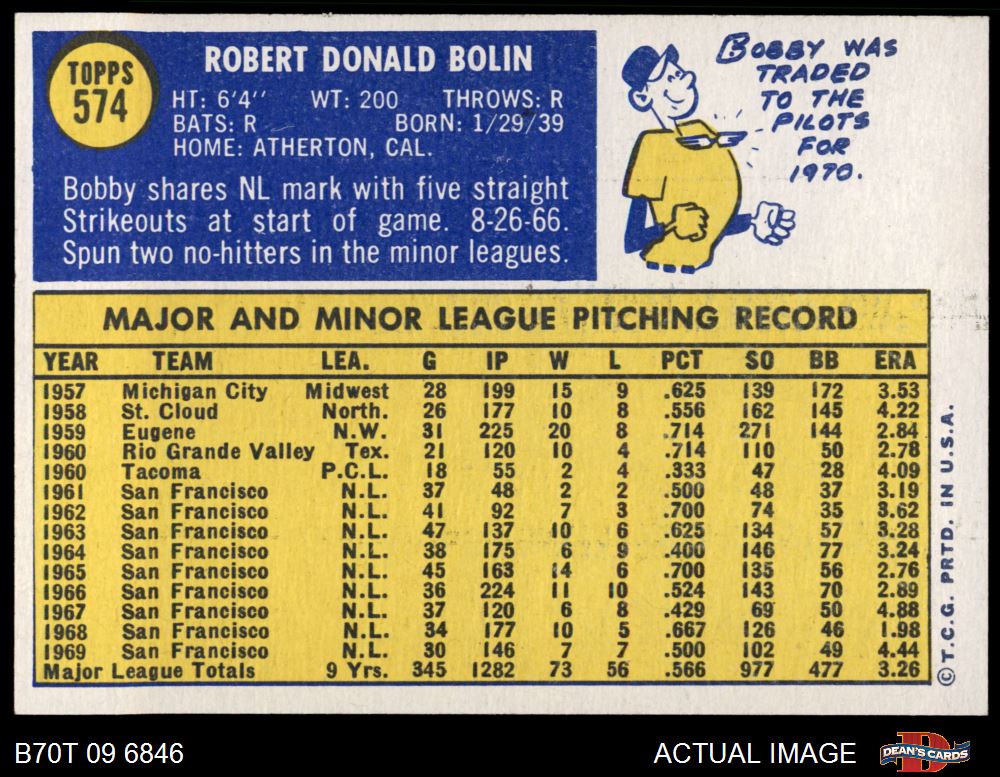 TOPPS
574
ROBERT DONALD BOLIN
HT: 6'4" WT: 200 THROWS: R
BATS: R BORN: 1/29/39
HOME: ATHERTON, CAL.
Bobby shares NL mark with five straight
Strikeouts at start of game. 8-26-66.
Spun two no-hitters in the minor leagues.
BOBBY WAS
TRADED
TO THE
PILOTS
FOR
1970.
MAJOR AND MINOR LEAGUE PITCHING RECORD
YEAR TEAM LEA. G IP W L PCT SO BB ERA
1957 Michigan City Midwest 28 199 15 9 .625 139 172 3.53
1958 St. Cloud North. 26 177 10 8 .556 162 145 4.22
1959 Eugene N.W. 31 225 20 8 .714 271 144 2.84
1960 Rio Grande Valley Tex. 21 120 10 4 .714 110 50 2.78
1960 Tacoma P.C.L. 18 55 2 4 .333 47 28 4.09
1961 San Francisco N.L. 37 48 2 2 .500 48 37 3.19
1962 San Francisco N.L. 41 92 7 3 .700 74 35 3.62
1963 San Francisco N.L. 47 137 10 6 .625 134 57 3.28
1964 San Francisco N.L. 38 175 6 9 .400 146 77 3.24
1965 San Francisco N.L. 45 163 14 6 .700 135 56 2.76
1966 San Francisco N.L. 36 224 11 10 .524 143 70 2.89
1967 San Francisco N.L. 37 120 6 8 .429 69 50 4.88
1968 San Francisco N.L. 34 177 10 5 .667 126 46 1.98
1969 San Francisco N.L. 30 146 7 7 .500 102 49 4.44
Major League Totals 9 Yrs. 345 1282 73 56 .566 977 477 3.26
©T.C.G. PRTD. IN U.S.A.
B70T 09 6846
ACTUAL IMAGE
DEAN'S CARDS